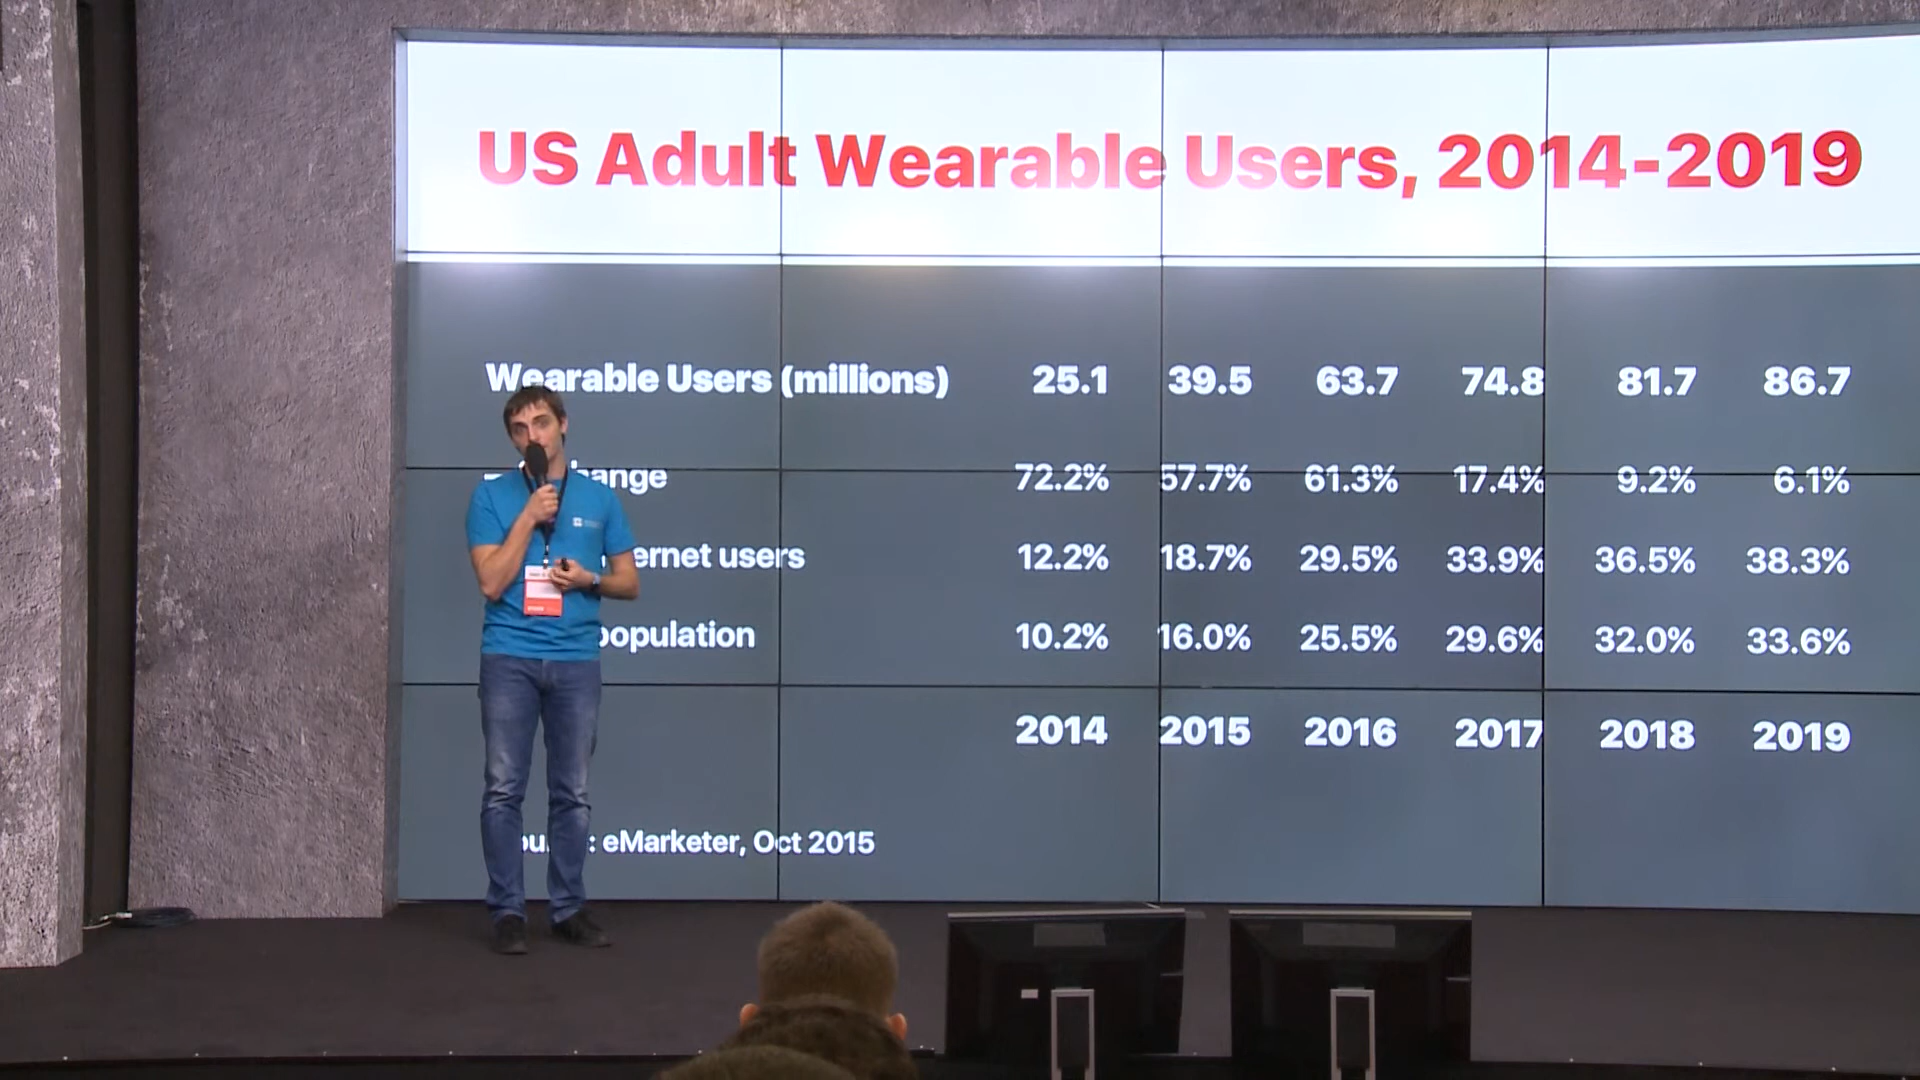 US Adult Wearable Users, 2014-2019
Wearable Users (millions) 25.1 39.5 63.7 74.8 81.7 86.7
72.2% 57.7% 61.3% 17.4% 9.2% 6.1%
users 12.2% 18.7% 29.5% 33.9% 36.5% 38.3%
population 10.2% 16.0% 25.5% 29.6% 32.0% 33.6%
2014 2015 2016 2017 2018 2019
: eMarketer, Oct 2015